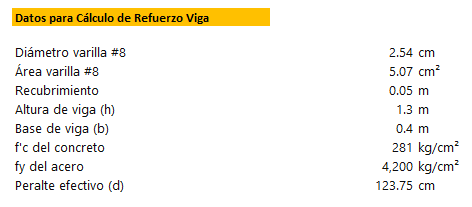 Datos para Cálculo de Refuerzo Viga
Diámetro varilla #8 2.54 cm
Área varilla #8 5.07 cm²
Recubrimiento 0.05 m
Altura de viga (h) 1.3 m
Base de viga (b) 0.4 m
f'c del concreto 281 kg/cm²
fy del acero 4,200 kg/cm²
Peralte efectivo (d) 123.75 cm